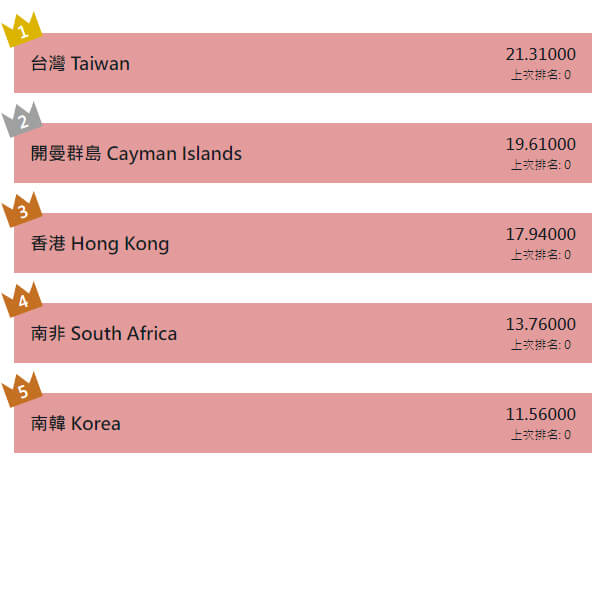 1
台灣 Taiwan
21.31000
上次排名: 0
2
開曼群島 Cayman Islands
19.61000
上次排名: 0
3
香港 Hong Kong
17.94000
上次排名: 0
4
南非 South Africa
13.76000
上次排名: 0
5
南韓 Korea
11.56000
上次排名: 0